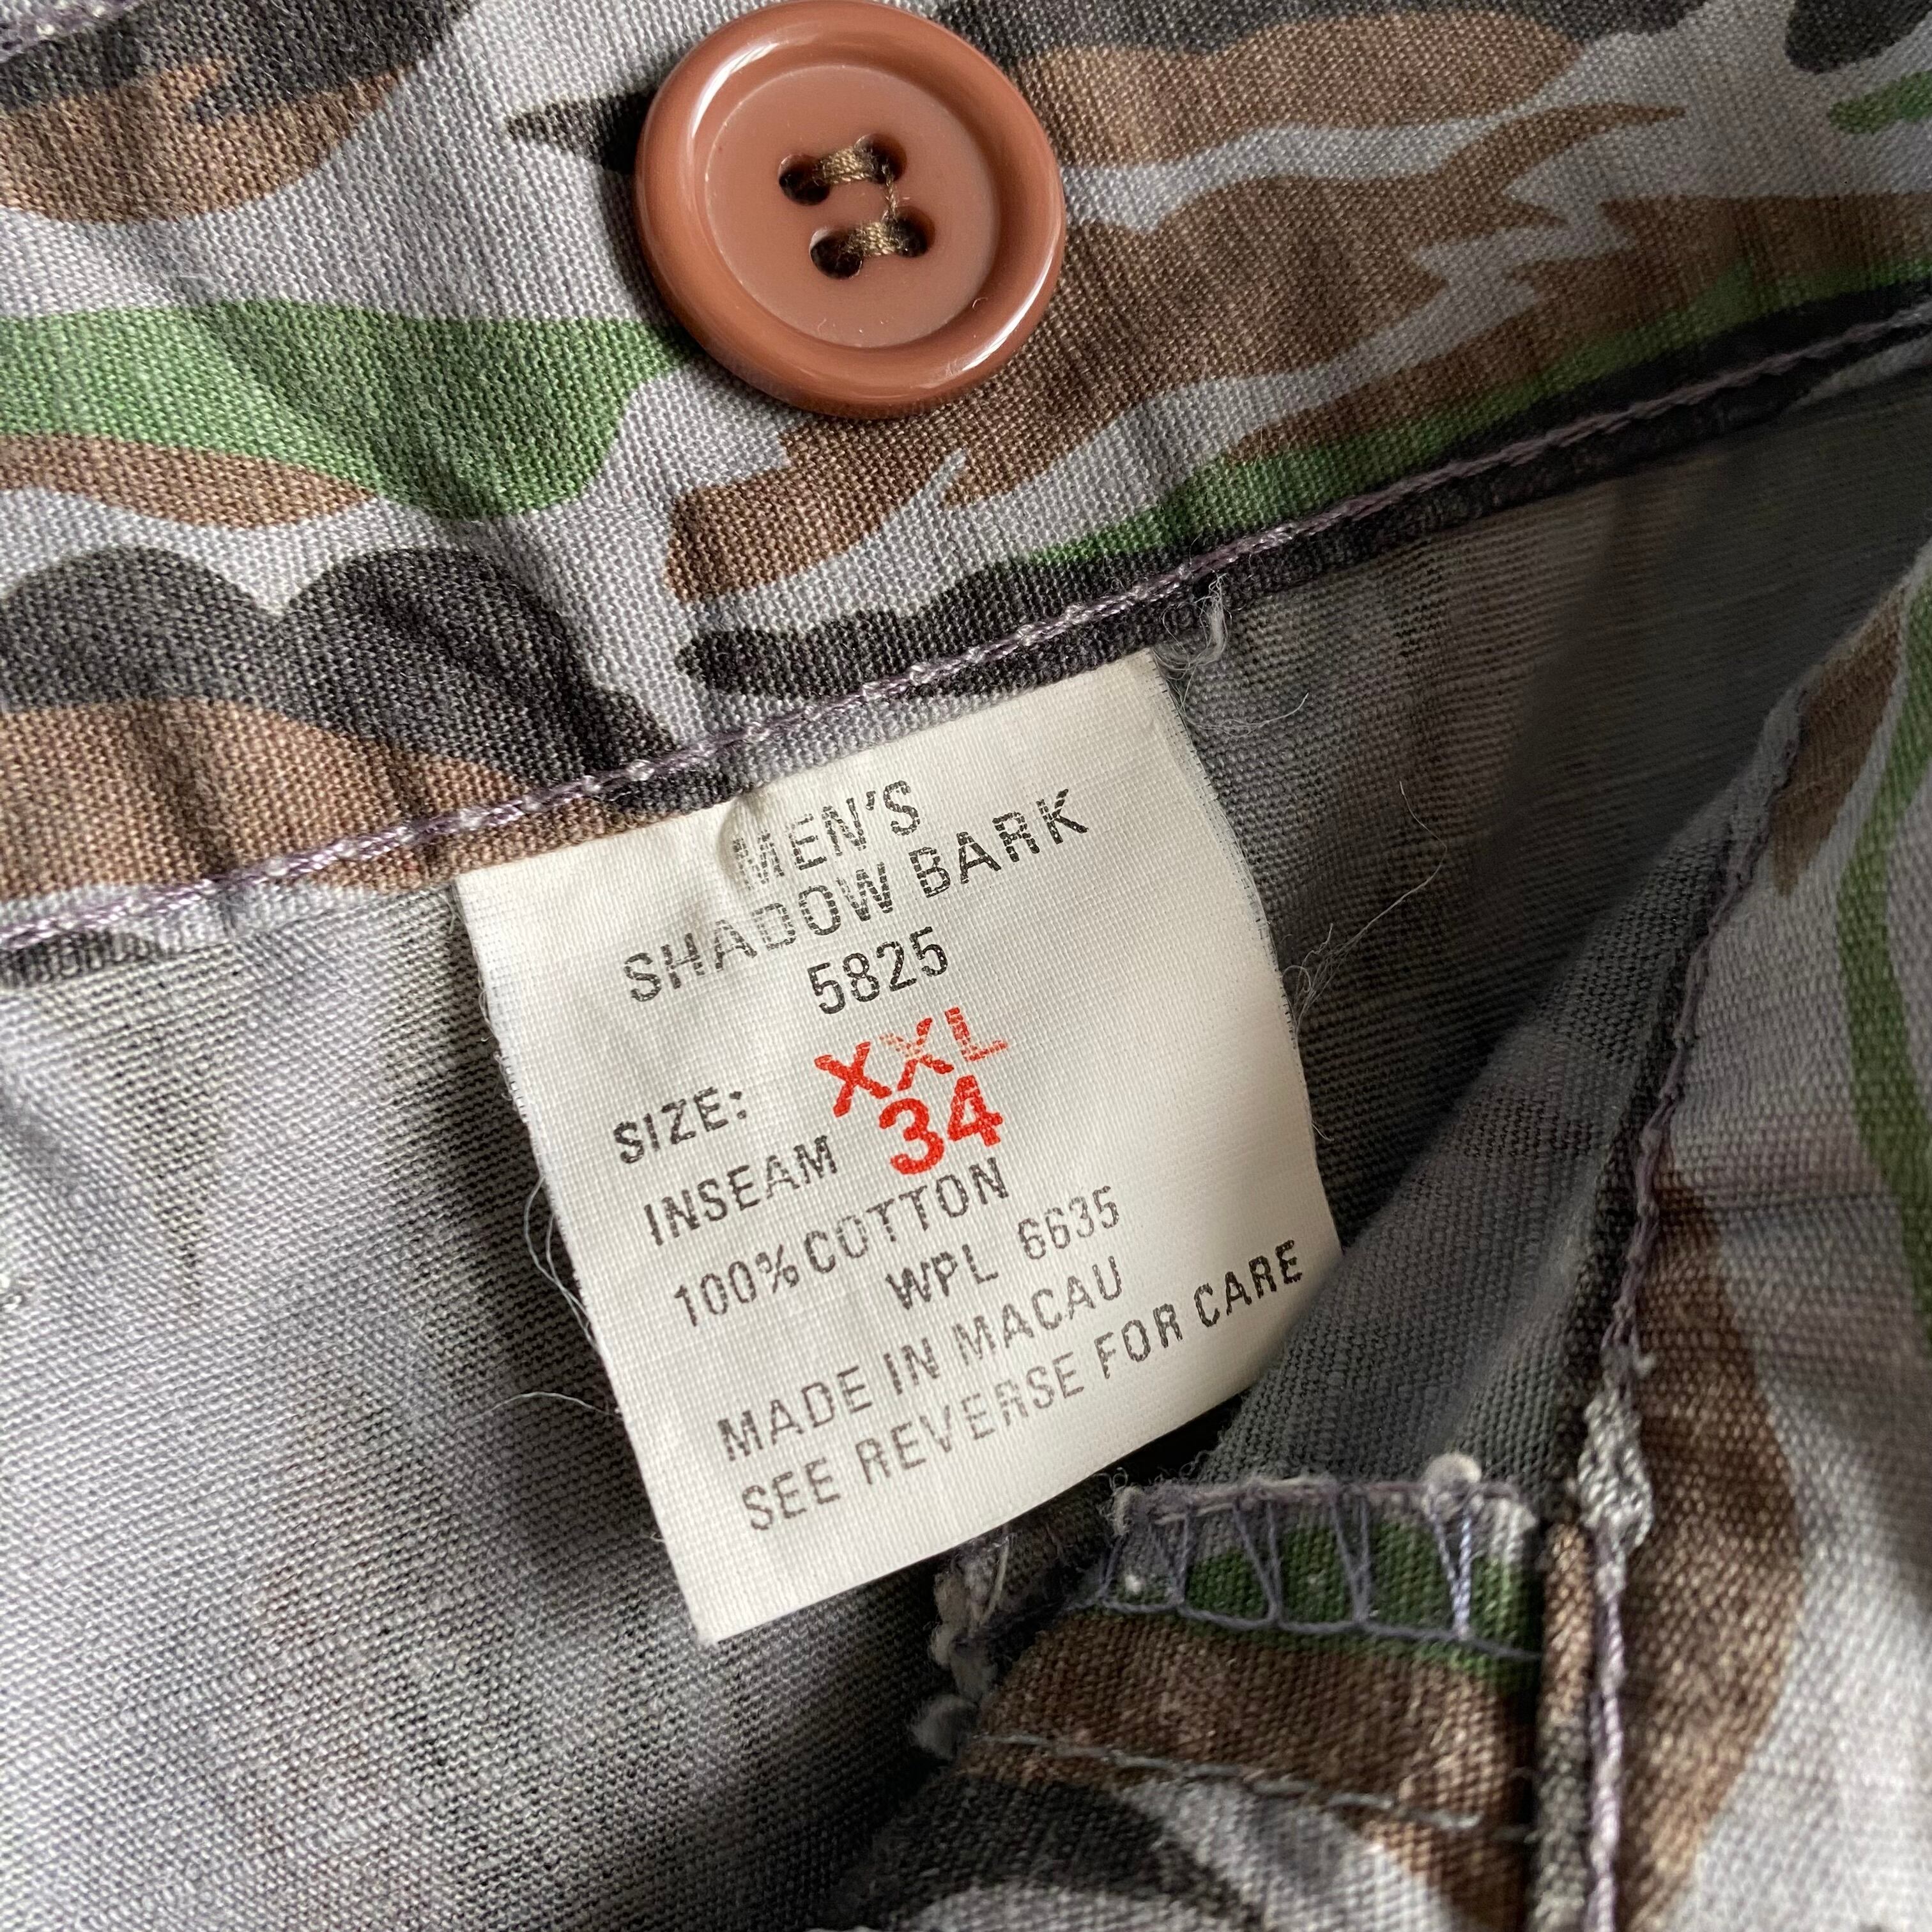 MEN'S
SHADOW BARK
5825
SIZE: XXL
INSEAM 34
100% COTTON
WPL 6635
MADE IN MACAU
SEE REVERSE FOR CARE